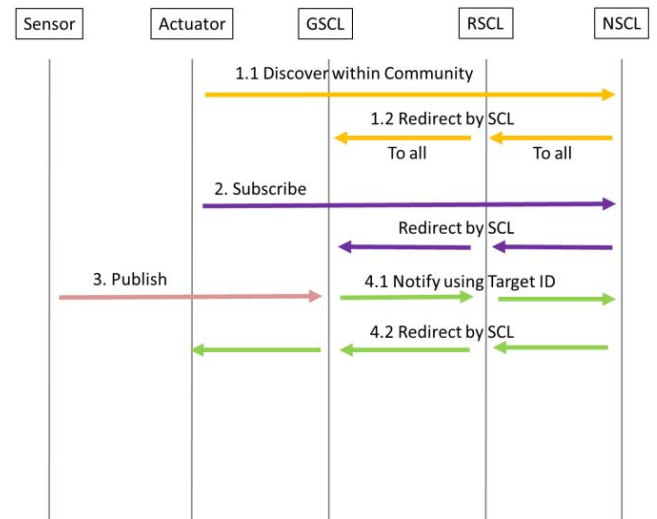 Sensor Actuator GSCL RSCL NSCL
1.1 Discover within Community
1.2 Redirect by SCL
To all To all
2. Subscribe
Redirect by SCL
3. Publish 4.1 Notify using Target ID
4.2 Redirect by SCL